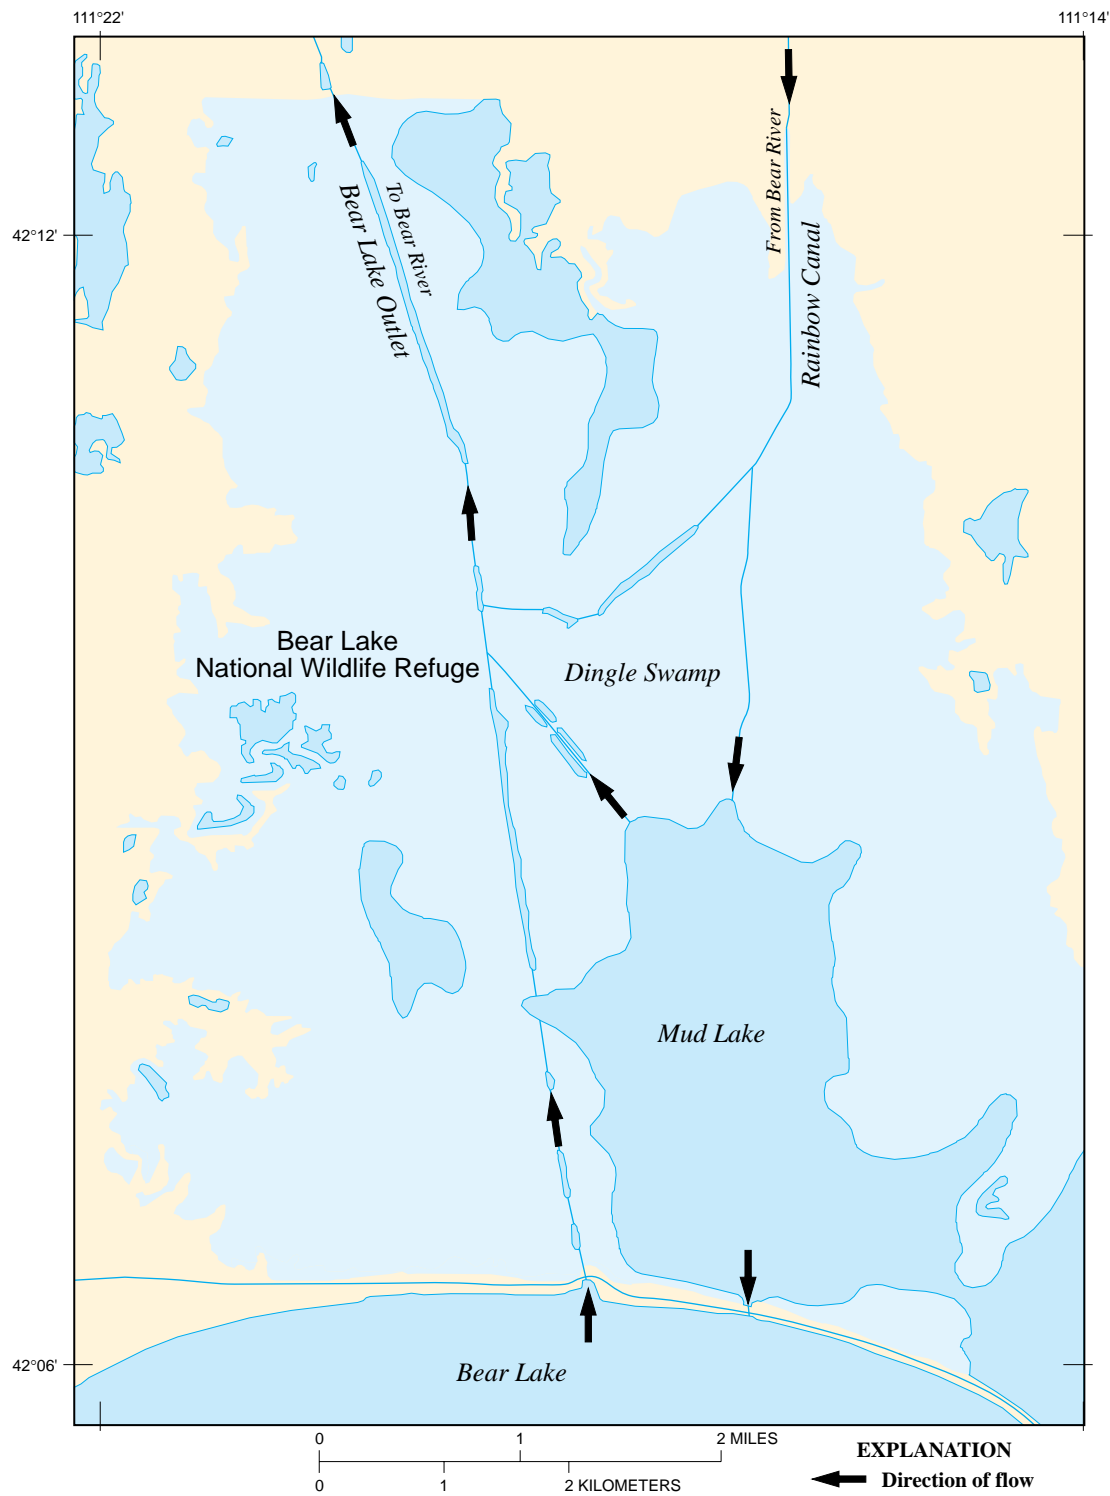 111°22'
111°14'
From Bear River
To Bear River
Bear Lake Outlet
Rainbow Canal
42°12'
Bear Lake
National Wildlife Refuge
Dingle Swamp
Mud Lake
42°06'
Bear Lake
0 1 2 MILES
0 1 2 KILOMETERS
EXPLANATION
Direction of flow